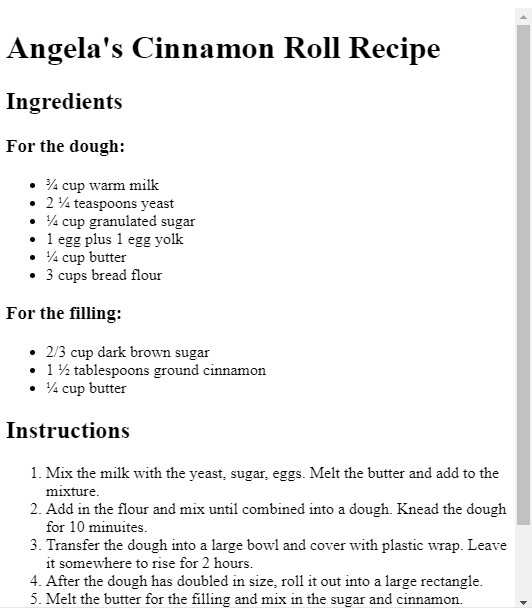 Angela's Cinnamon Roll Recipe
Ingredients
For the dough:
¾ cup warm milk
2 ¼ teaspoons yeast
¼ cup granulated sugar
1 egg plus 1 egg yolk
¼ cup butter
3 cups bread flour
For the filling:
2/3 cup dark brown sugar
1 ½ tablespoons ground cinnamon
¼ cup butter
Instructions
1. Mix the milk with the yeast, sugar, eggs. Melt the butter and add to the
mixture.
2. Add in the flour and mix until combined into a dough. Knead the dough
for 10 minuites.
3. Transfer the dough into a large bowl and cover with plastic wrap. Leave
it somewhere to rise for 2 hours.
4. After the dough has doubled in size, roll it out into a large rectangle.
5. Melt the butter for the filling and mix in the sugar and cinnamon.